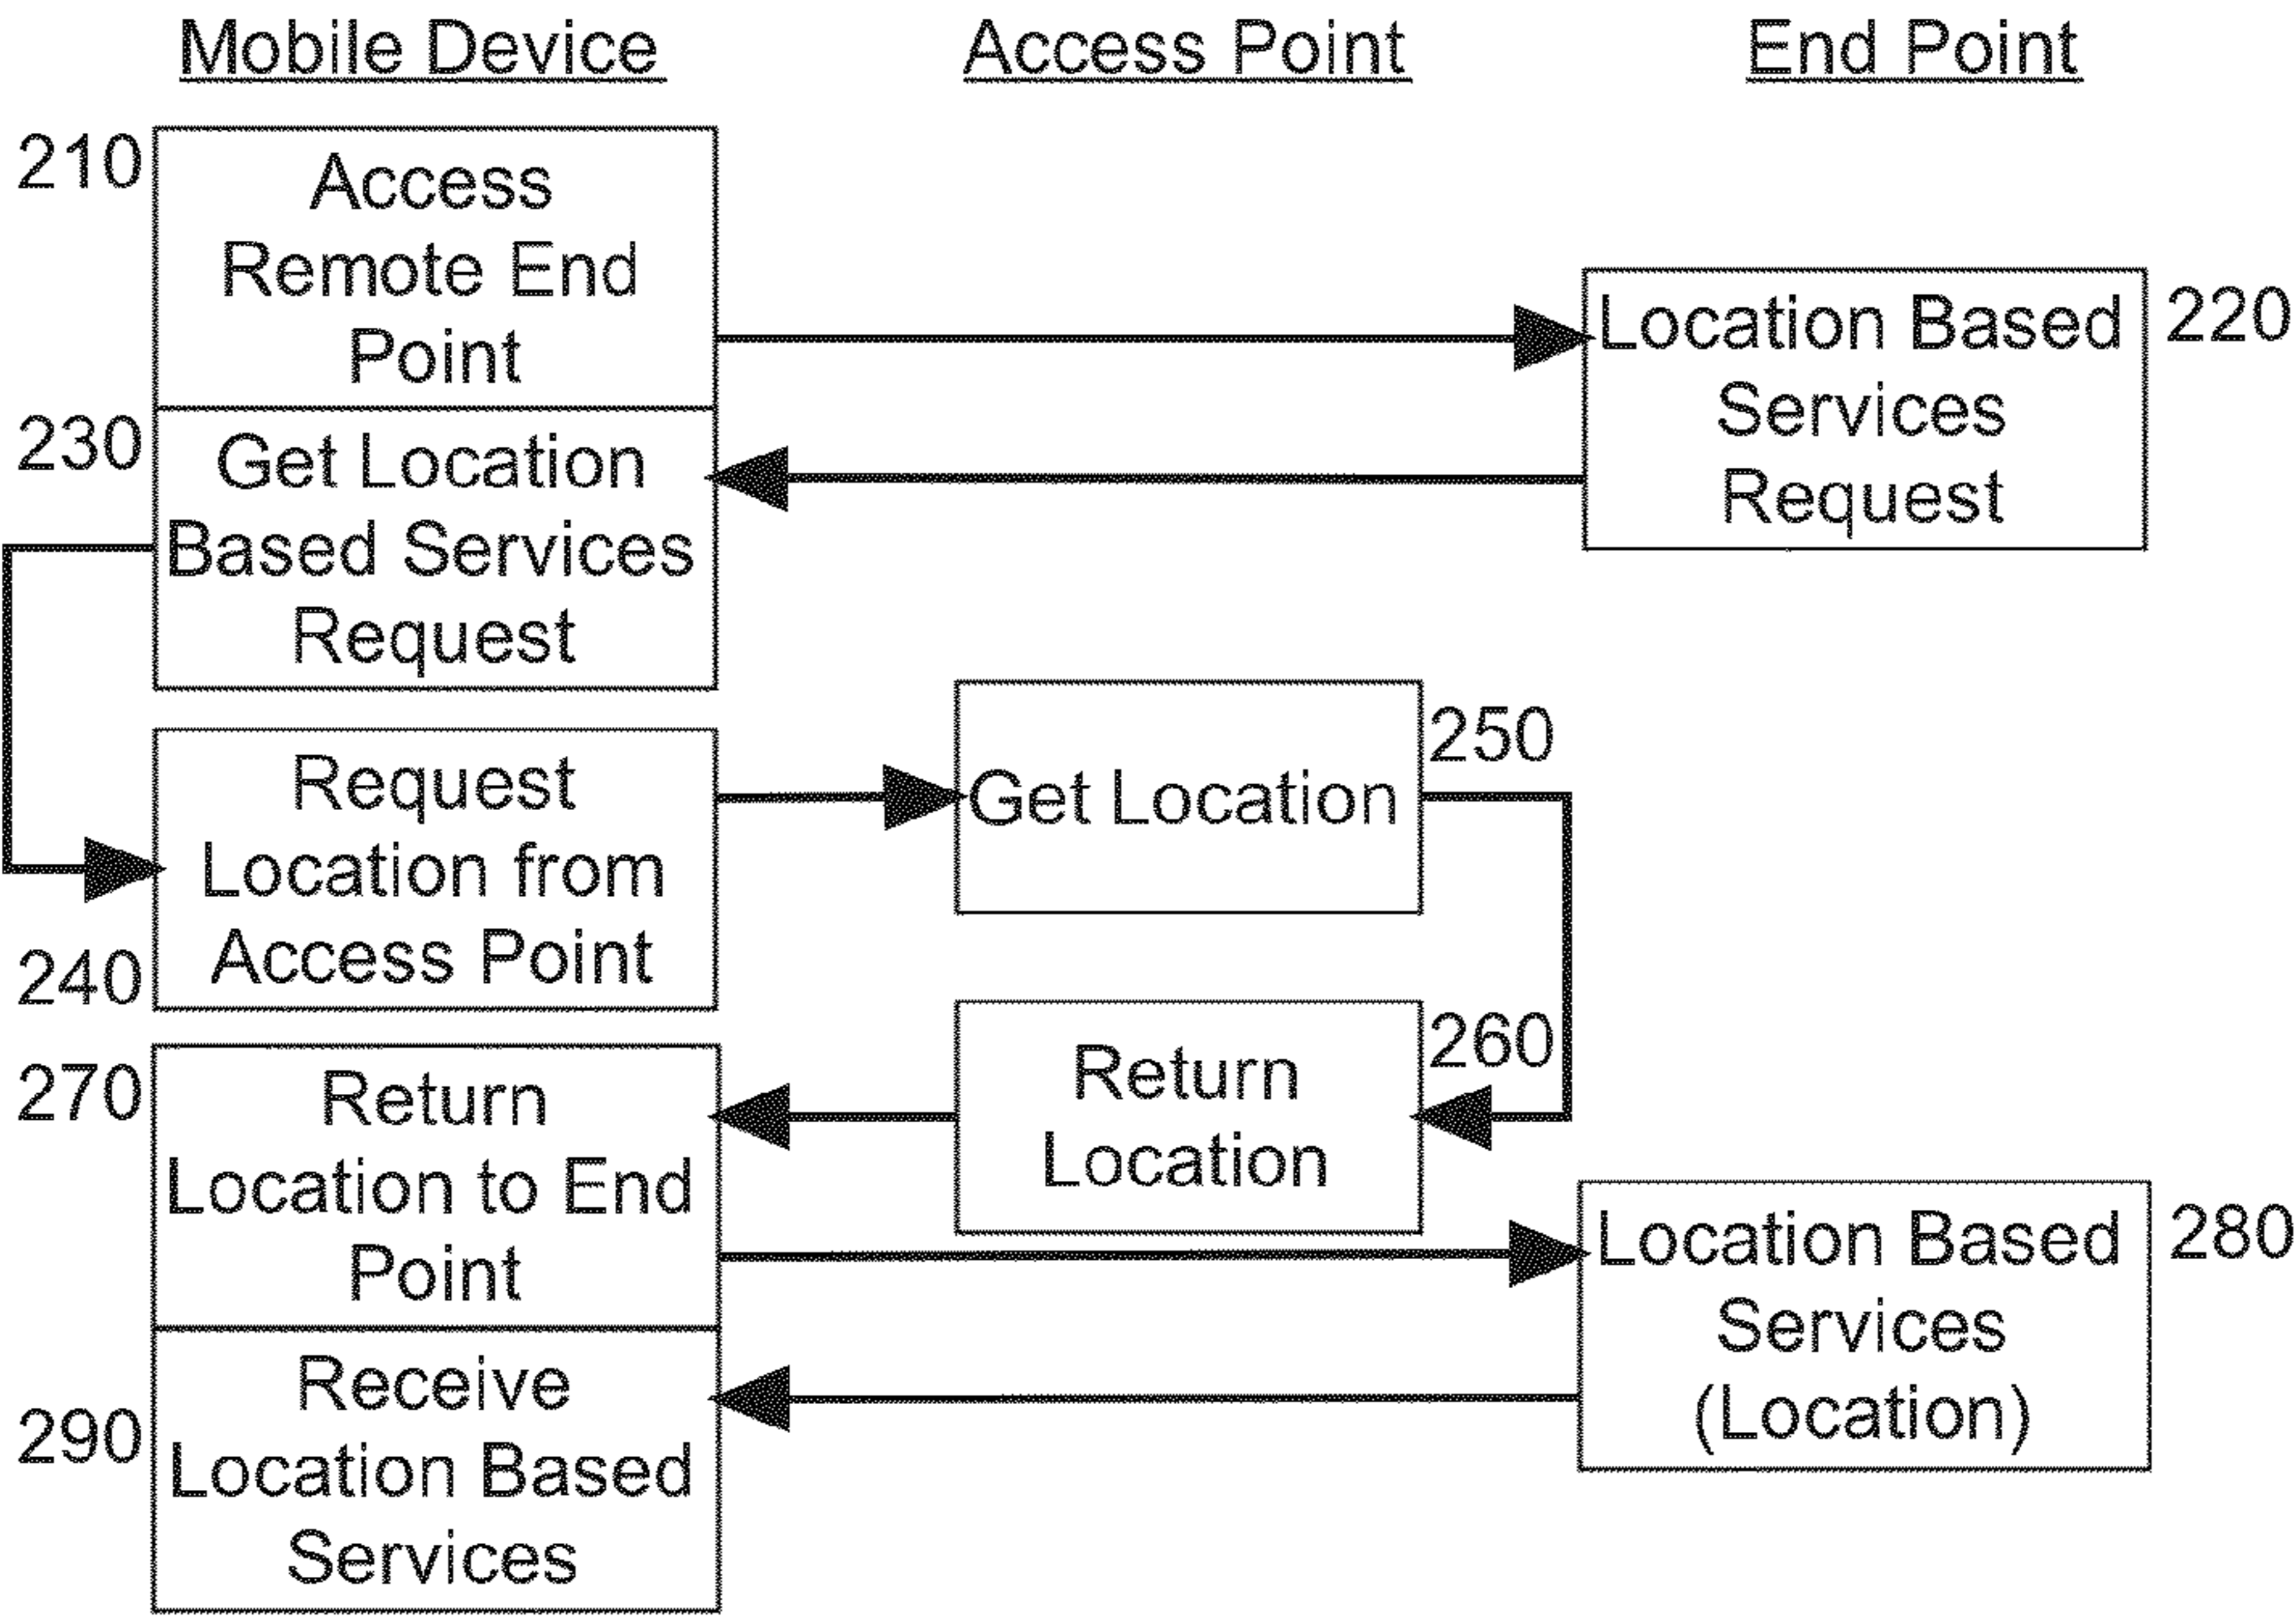 Mobile Device
Access Point
End Point
210
Access
Remote End
Point
Location Based
Services
Request
220
230
Get Location
Based Services
Request
Request
Location from
Access Point
240
Get Location
250
Return
Location
260
270
Return
Location to End
Point
Location Based
Services
(Location)
280
290
Receive
Location Based
Services